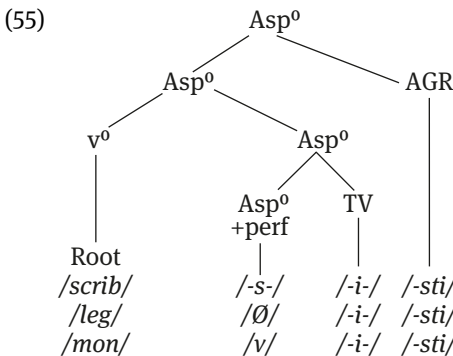 (55)
Aspº
Aspº AGR
vº Aspº
Aspº TV
+perf
Root
/scrib/ /-s-/ /-i-/ /-sti/
/leg/ /Ø/ /-i-/ /-sti/
/mon/ /v/ /-i-/ /-sti/